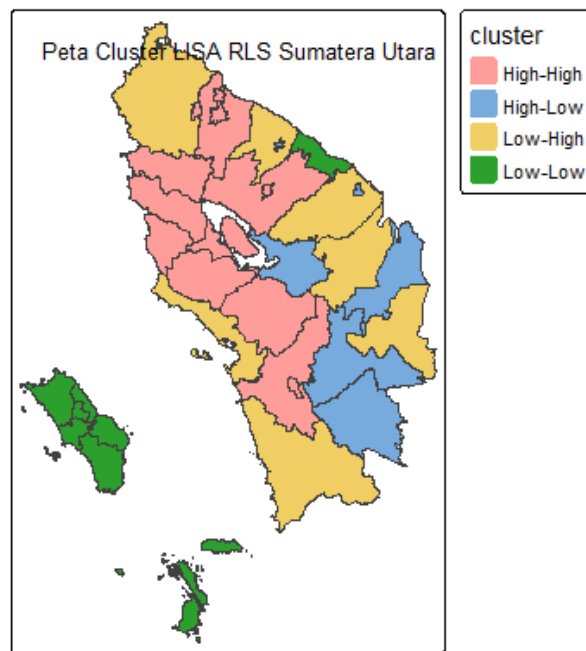 Peta Cluster LISA RLS Sumatera Utara
cluster
High-High
High-Low
Low-High
Low-Low